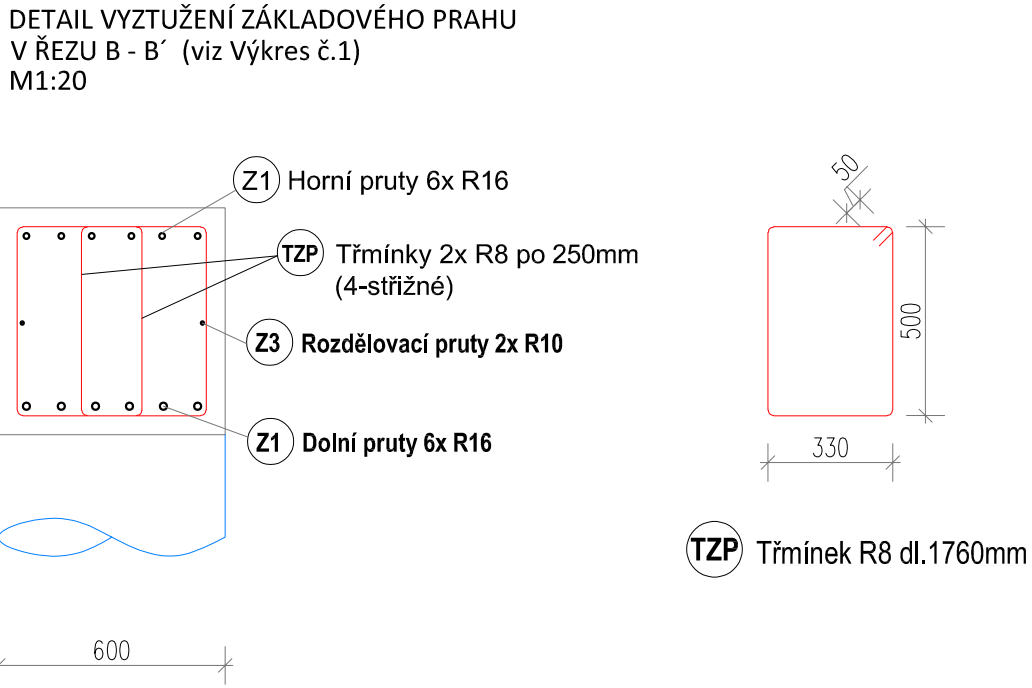 DETAIL VYZTUŽENÍ ZÁKLADOVÉHO PRAHU
V ŘEZU B - B´ (viz Výkres č.1)
M1:20
Z1 Horní pruty 6x R16
TZP Třmínky 2x R8 po 250mm
(4-střižné)
Z3 Rozdělovací pruty 2x R10
Z1 Dolní pruty 6x R16
600
50
500
330
TZP Třmínek R8 dl.1760mm